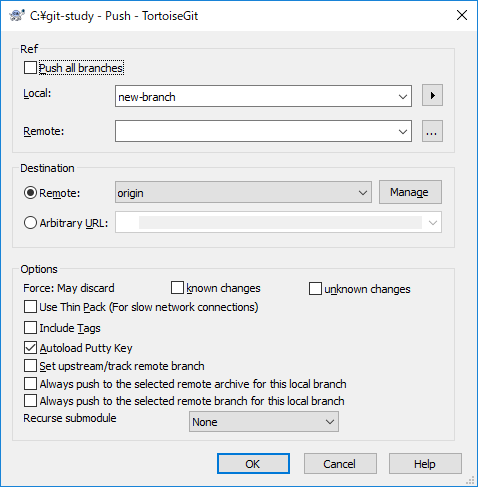 C:¥git-study - Push - TortoiseGit
Ref
Push all branches
Local:
new-branch
Remote:
...
Destination
Remote:
origin
Manage
Arbitrary URL:
Options
Force: May discard
known changes
unknown changes
Use Thin Pack (For slow network connections)
Include Tags
Autoload Putty Key
Set upstream/track remote branch
Always push to the selected remote archive for this local branch
Always push to the selected remote branch for this local branch
Recurse submodule
None
OK
Cancel
Help